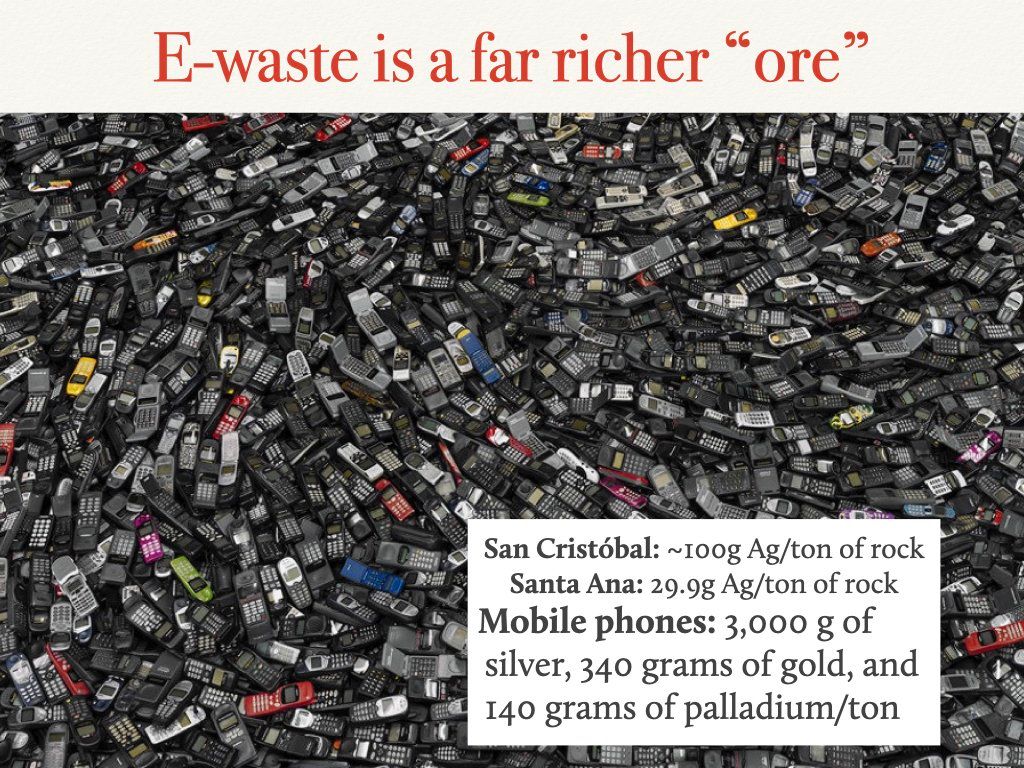 E-waste is a far richer “ore”
San Cristóbal: ~100g Ag/ton of rock
Santa Ana: 29.9g Ag/ton of rock
Mobile phones: 3,000 g of
silver, 340 grams of gold, and
140 grams of palladium/ton